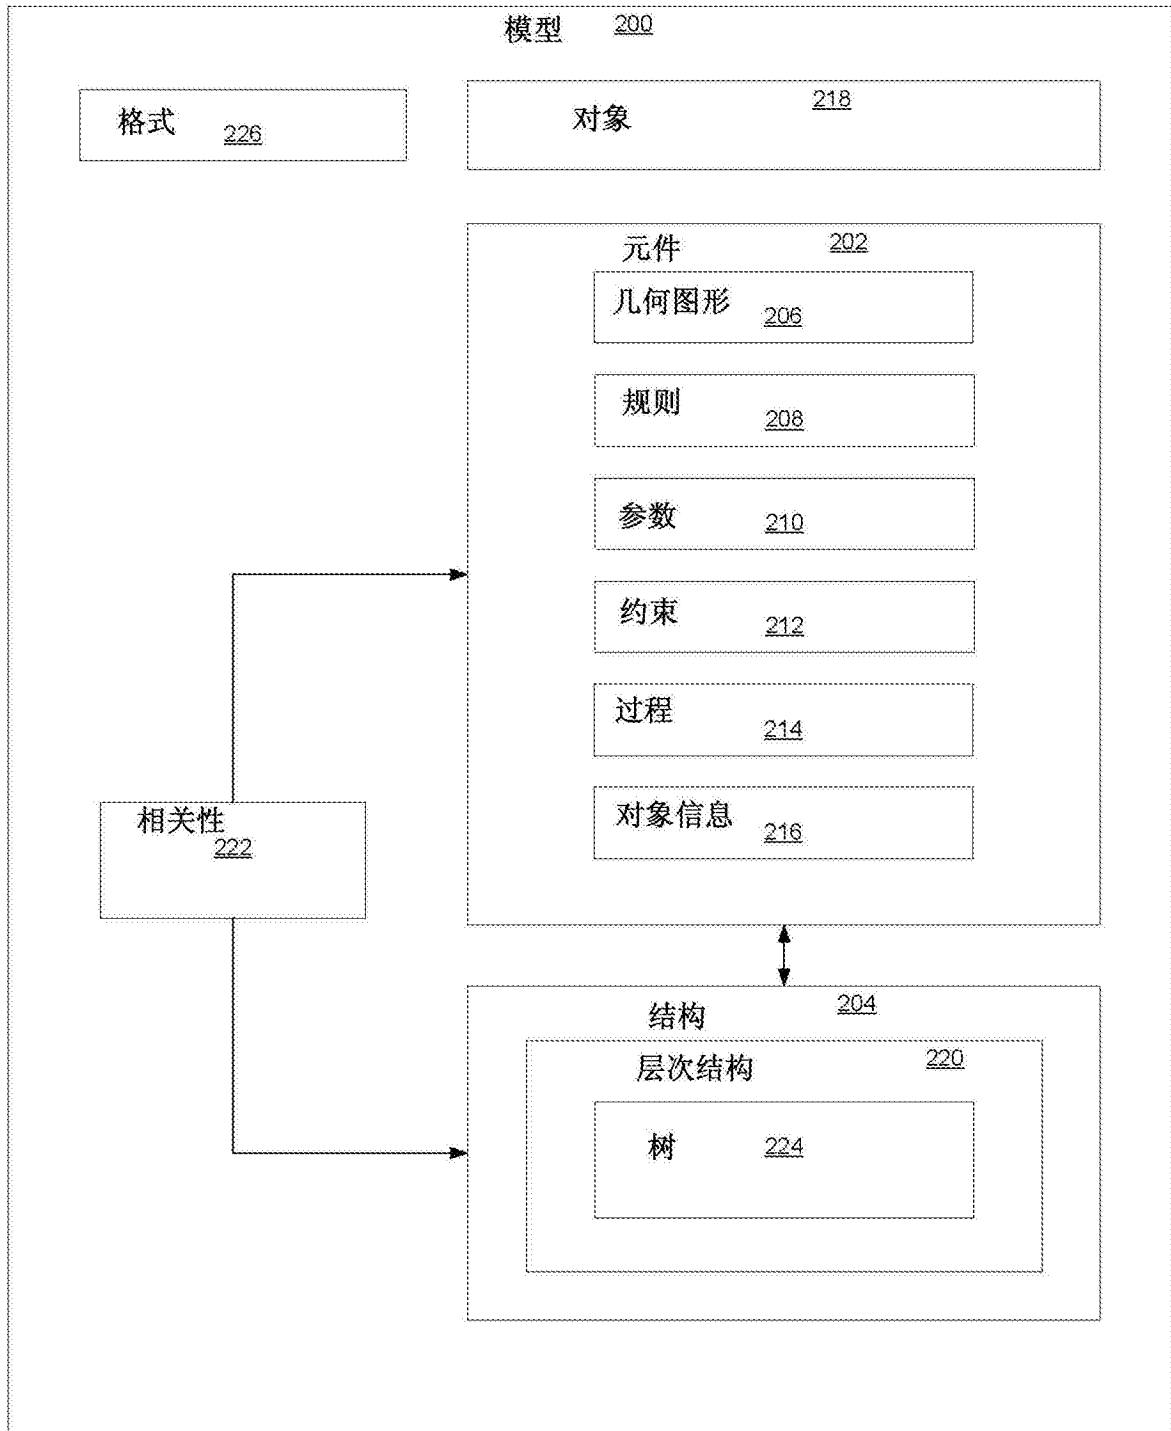 模型 200
格式 226
对象 218
元件 202
几何图形 206
规则 208
参数 210
约束 212
过程 214
对象信息 216
相关性 222
结构 204
层次结构 220
树 224